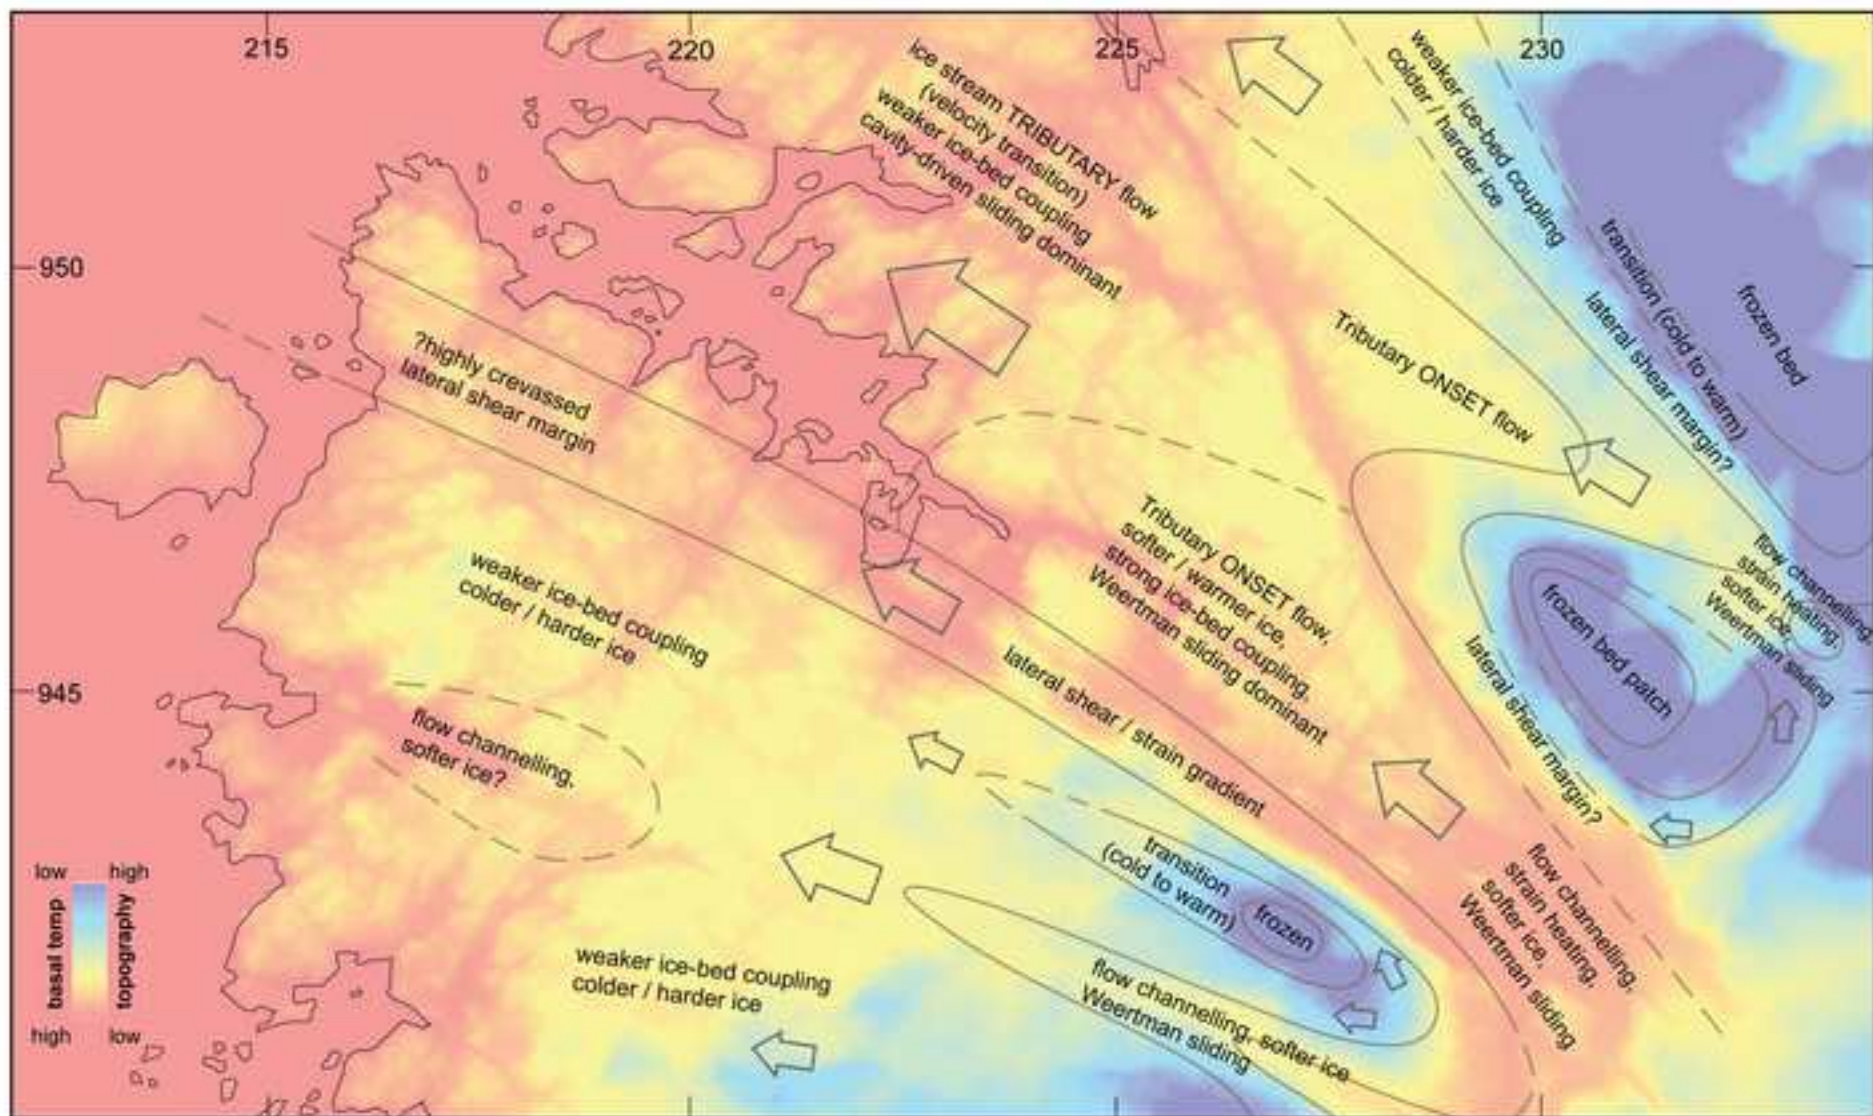 215
220
225
230
950
945
ice stream TRIBUTARY flow
(velocity transition)
weaker ice-bed coupling
cavity-driven sliding dominant
weaker ice-bed coupling
colder / harder ice
transition (cold to warm)
lateral shear margin?
frozen bed
Tributary ONSET flow
?highly crevassed
lateral shear margin
Tributary ONSET flow,
softer / warmer ice,
strong ice-bed coupling,
Weertman sliding dominant
flow channelling,
strain heating,
softer ice,
Weertman sliding
frozen bed patch
lateral shear margin?
weaker ice-bed coupling
colder / harder ice
lateral shear / strain gradient
flow channelling,
softer ice?
transition
(cold to warm)
frozen
flow channelling,
strain heating,
softer ice,
Weertman sliding
weaker ice-bed coupling
colder / harder ice
flow channelling, softer ice
Weertman sliding
low
high
basal temp
topography
high
low